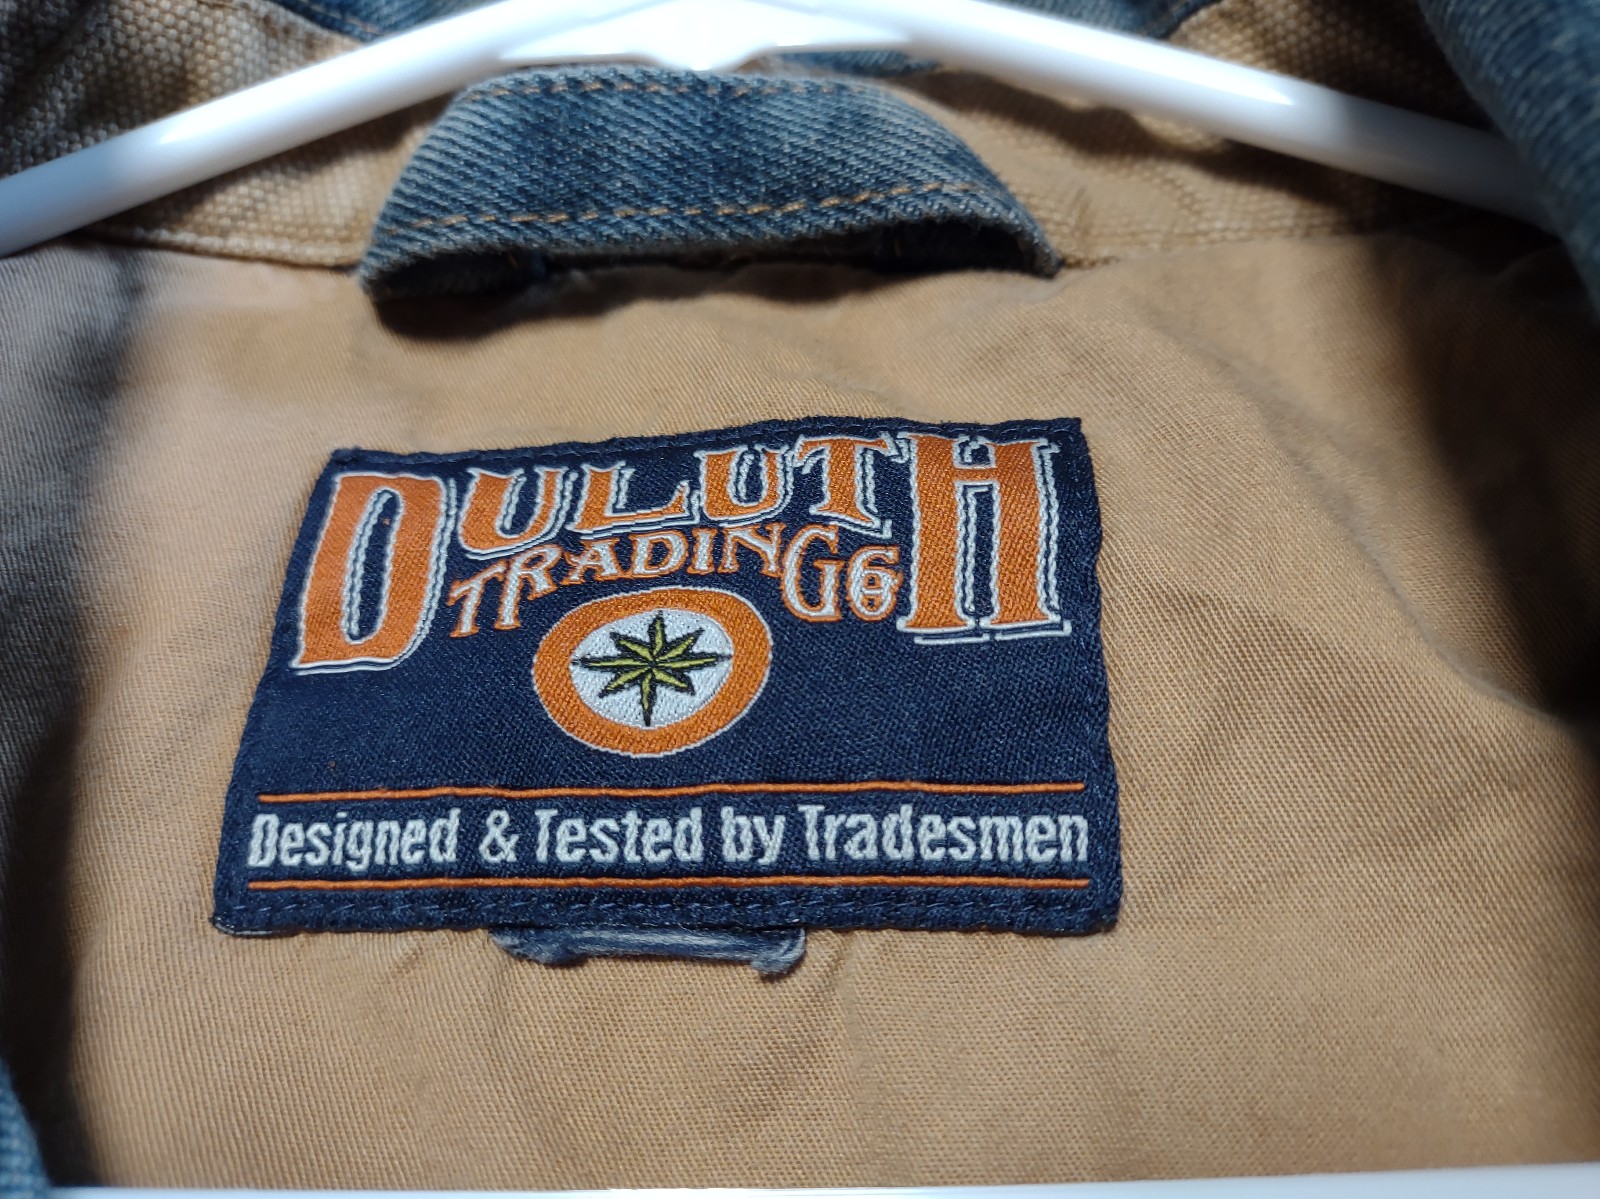 DULUTH
TRADING Co
Designed & Tested by Tradesmen